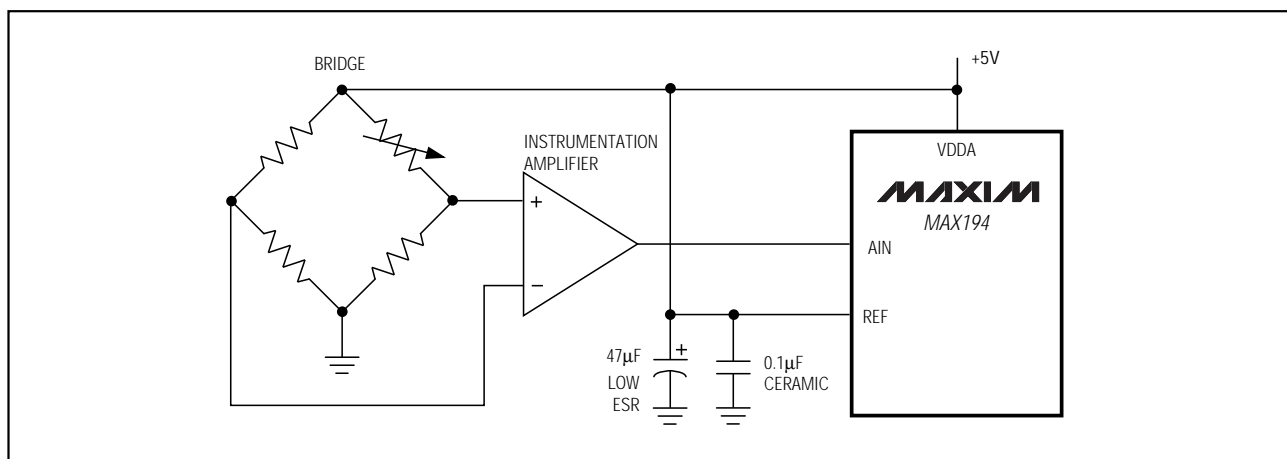 BRIDGE
+5V
INSTRUMENTATION
AMPLIFIER
VDDA
MAXIM
MAX194
+
−
AIN
REF
47µF
+
LOW
ESR
0.1µF
CERAMIC